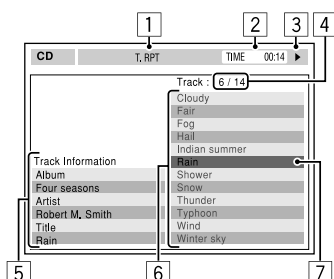 1 2 3 4
CD T. RPT TIME 00:14
Track : 6 / 14
Cloudy
Fair
Fog
Hail
Indian summer
Track Information Rain
Album Shower
Four seasons Snow
Artist Thunder
Robert M. Smith Typhoon
Title Wind
Rain Winter sky
5 6 7